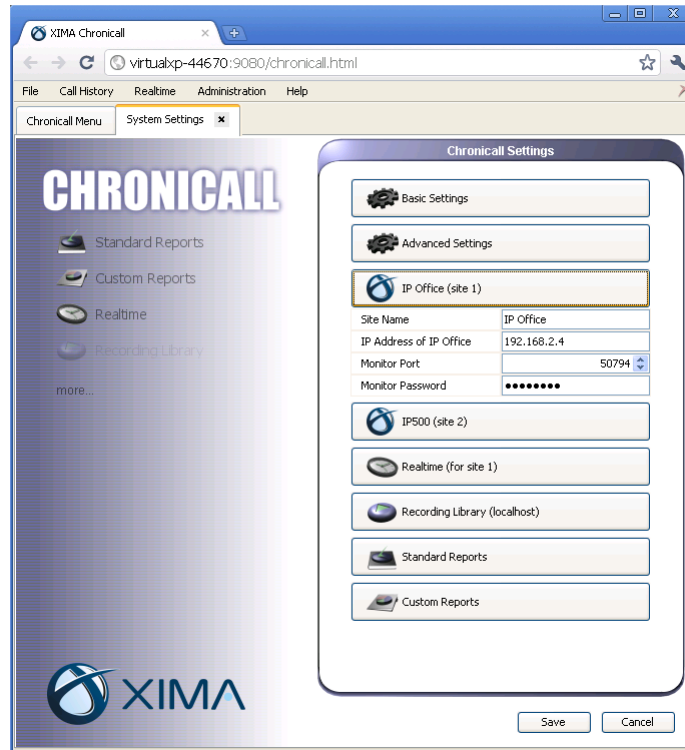 XIMA Chronicall
virtualxp-44670:9080/chronicall.html
File Call History Realtime Administration Help
Chronicall Menu System Settings
Chronicall Settings
CHRONICALL
Standard Reports
Custom Reports
Realtime
Recording Library
more...
Basic Settings
Advanced Settings
IP Office (site 1)
Site Name IP Office
IP Address of IP Office 192.168.2.4
Monitor Port 50794
Monitor Password ••••••••
IP500 (site 2)
Realtime (for site 1)
Recording Library (localhost)
Standard Reports
Custom Reports
XIMA
Save Cancel